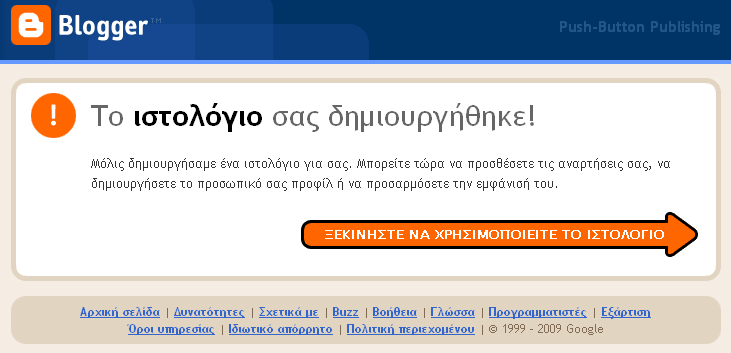 Blogger™
Push-Button Publishing
!
Το ιστολόγιο σας δημιουργήθηκε!
Μόλις δημιουργήσαμε ένα ιστολόγιο για σας. Μπορείτε τώρα να προσθέσετε τις αναρτήσεις σας, να
δημιουργήσετε το προσωπικό σας προφίλ ή να προσαρμόσετε την εμφάνισή του.
ΞΕΚΙΝΗΣΤΕ ΝΑ ΧΡΗΣΙΜΟΠΟΙΕΙΤΕ ΤΟ ΙΣΤΟΛΟΓΙΟ
Αρχική σελίδα | Δυνατότητες | Σχετικά με | Buzz | Βοήθεια | Γλώσσα | Προγραμματιστές | Εξάρτιση
Όροι υπηρεσίας | Ιδιωτικό απόρρητο | Πολιτική περιεχομένου | © 1999 - 2009 Google